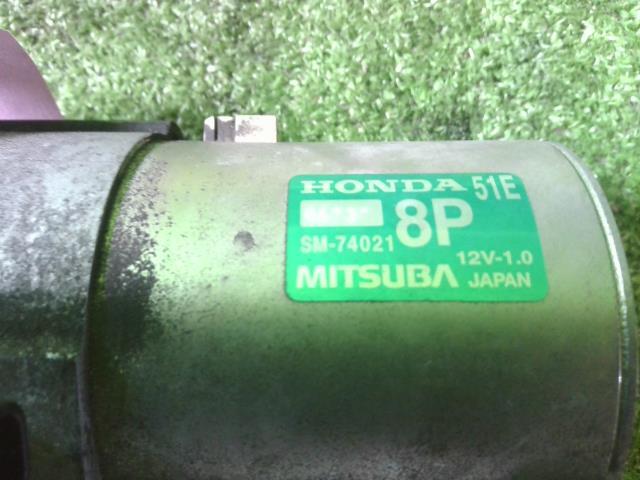 HONDA 51E
8P
SM-74021
12V-1.0
MITSUBA JAPAN